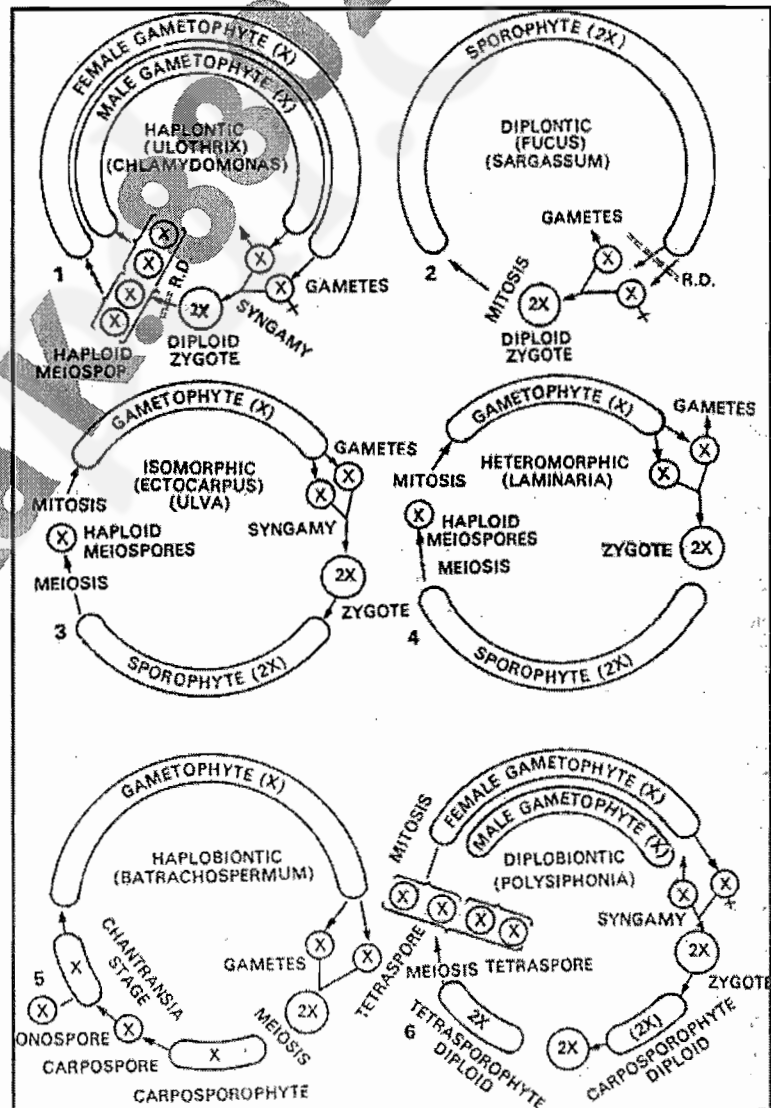 FEMALE GAMETOPHYTE (X)
MALE GAMETOPHYTE (X)
HAPLONTIC
(ULOTHRIX)
(CHLAMYDOMONAS)
X
X
X
X
R.D
1
HAPLOID
MEIOSPOP.
2X
DIPLOID
ZYGOTE
SYNGAMY
X
X
GAMETES
SPOROPHYTE (2X)
DIPLONTIC
(FUCUS)
(SARGASSUM)
GAMETES
X
X
R.D.
2
MITOSIS
2X
DIPLOID
ZYGOTE
GAMETOPHYTE (X)
ISOMORPHIC
(ECTOCARPUS)
(ULVA)
GAMETES
X
X
SYNGAMY
MITOSIS
X
HAPLOID
MEIOSPORES
MEIOSIS
2X
ZYGOTE
3
SPOROPHYTE (2X)
GAMETOPHYTE (X)
HETEROMORPHIC
(LAMINARIA)
GAMETES
X
X
MITOSIS
X
HAPLOID
MEIOSPORES
MEIOSIS
ZYGOTE
2X
4
SPOROPHYTE (2X)
GAMETOPHYTE (X)
HAPLOBIONTIC
(BATRACHOSPERMUM)
GAMETES
X
X
MEIOSIS
2X
CHANTRANSIA
STAGE
5
X
X
ONOSPORE
X
CARPOSPORE
X
CARPOSPOROPHYTE
MITOSIS
FEMALE GAMETOPHYTE (X)
MALE GAMETOPHYTE (X)
DIPLOBIONTIC
(POLYSIPHONIA)
X
X
X
X
X
X
SYNGAMY
TETRASPORE
MEIOSIS TETRASPORE
2X
ZYGOTE
6
2X
TETRASPOROPHYTE
DIPLOID
2X
(2X)
CARPOSPOROPHYTE
DIPLOID